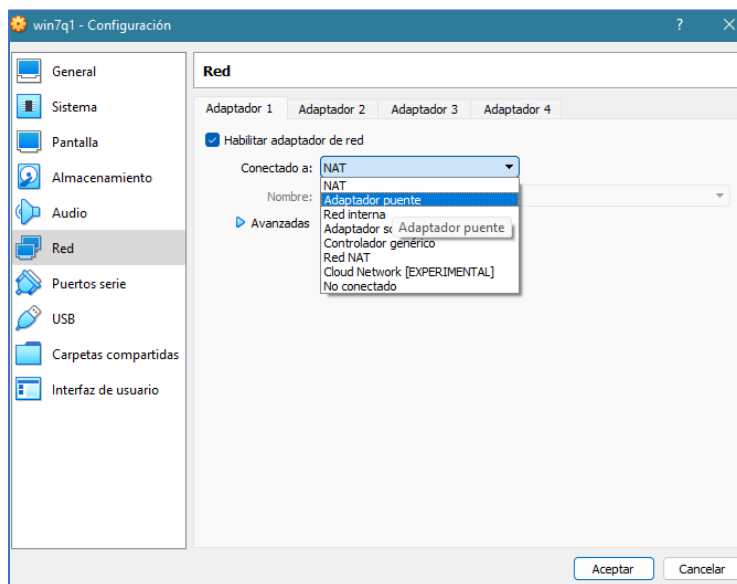 win7q1 - Configuración
?
General
Sistema
Pantalla
Almacenamiento
Audio
Red
Puertos serie
USB
Carpetas compartidas
Interfaz de usuario
Red
Adaptador 1 Adaptador 2 Adaptador 3 Adaptador 4
Habilitar adaptador de red
Conectado a: NAT
Nombre:
Avanzadas
NAT
Adaptador puente
Red interna
Adaptador
Adaptador puente
Controlador genérico
Red NAT
Cloud Network [EXPERIMENTAL]
No conectado
Aceptar Cancelar